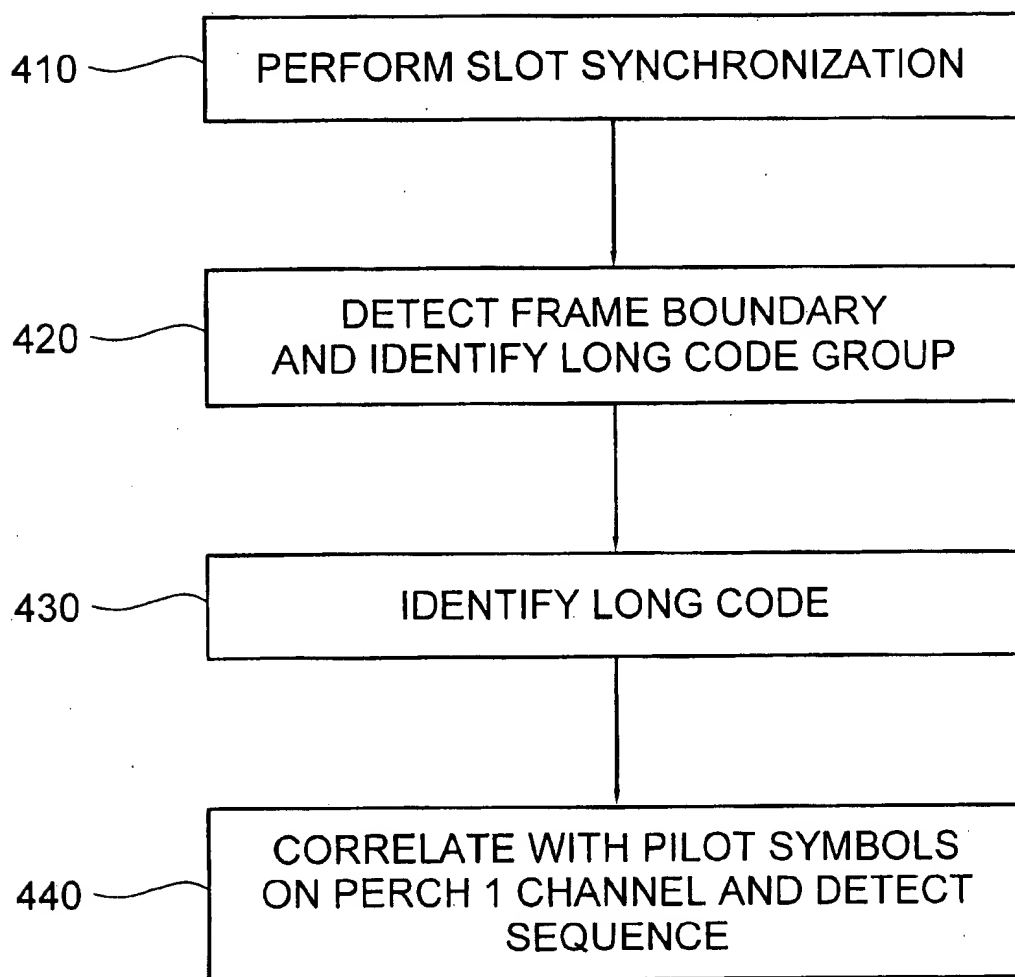 410
PERFORM SLOT SYNCHRONIZATION
420
DETECT FRAME BOUNDARY
AND IDENTIFY LONG CODE GROUP
430
IDENTIFY LONG CODE
440
CORRELATE WITH PILOT SYMBOLS
ON PERCH 1 CHANNEL AND DETECT
SEQUENCE